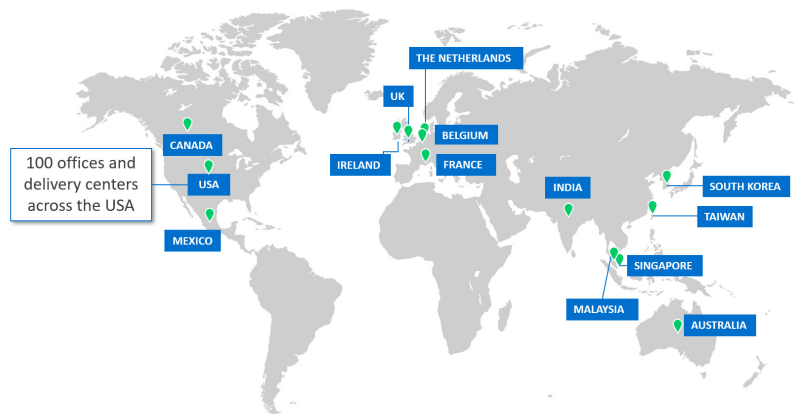 THE NETHERLANDS
UK
CANADA
BELGIUM
100 offices and
delivery centers
across the USA
IRELAND
FRANCE
USA
INDIA
SOUTH KOREA
TAIWAN
MEXICO
SINGAPORE
MALAYSIA
AUSTRALIA